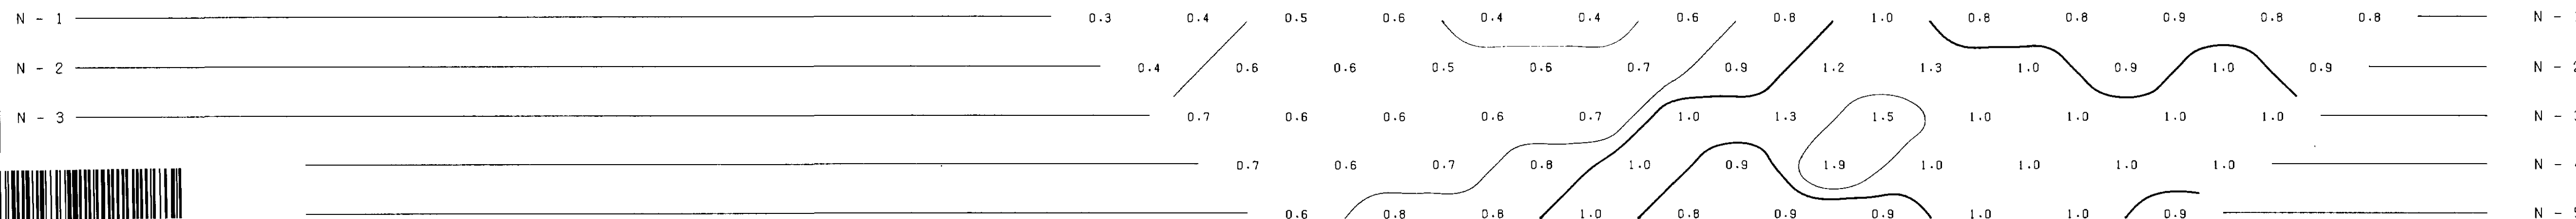 N - 1 0.3 0.4 0.5 0.6 0.4 0.4 0.6 0.8 1.0 0.8 0.8 0.9 0.8 0.8 N -
N - 2 0.4 0.6 0.6 0.5 0.6 0.7 0.9 1.2 1.3 1.0 0.9 1.0 0.9 N - 2
N - 3 0.7 0.6 0.6 0.6 0.7 1.0 1.3 1.5 1.0 1.0 1.0 1.0 N -
0.7 0.6 0.7 0.8 1.0 0.9 1.9 1.0 1.0 1.0 1.0 N -
0.6 0.8 0.8 1.0 0.8 0.9 0.9 1.0 1.0 0.9 N -